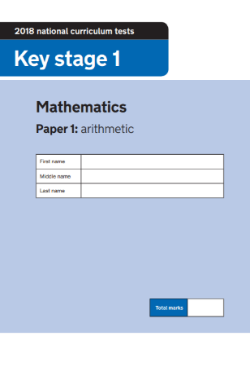 2018 national curriculum tests
Key stage 1
Mathematics
Paper 1: arithmetic
First name
Middle name
Last name
Total marks